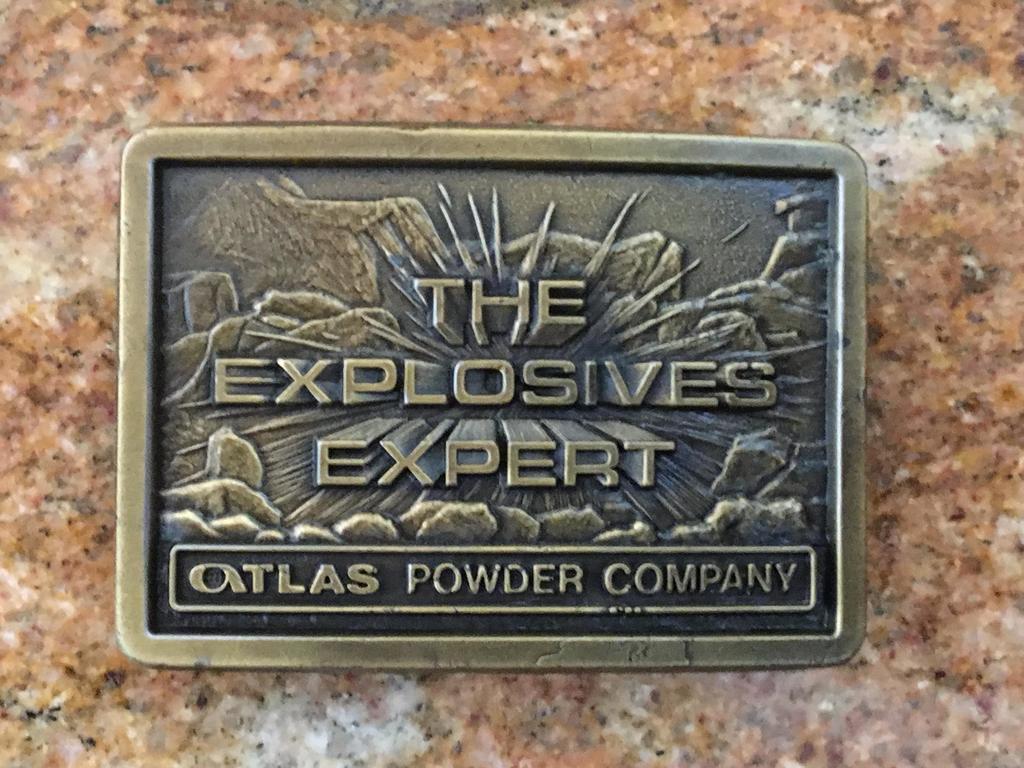 THE
EXPLOSIVES
EXPERT
ATLAS POWDER COMPANY